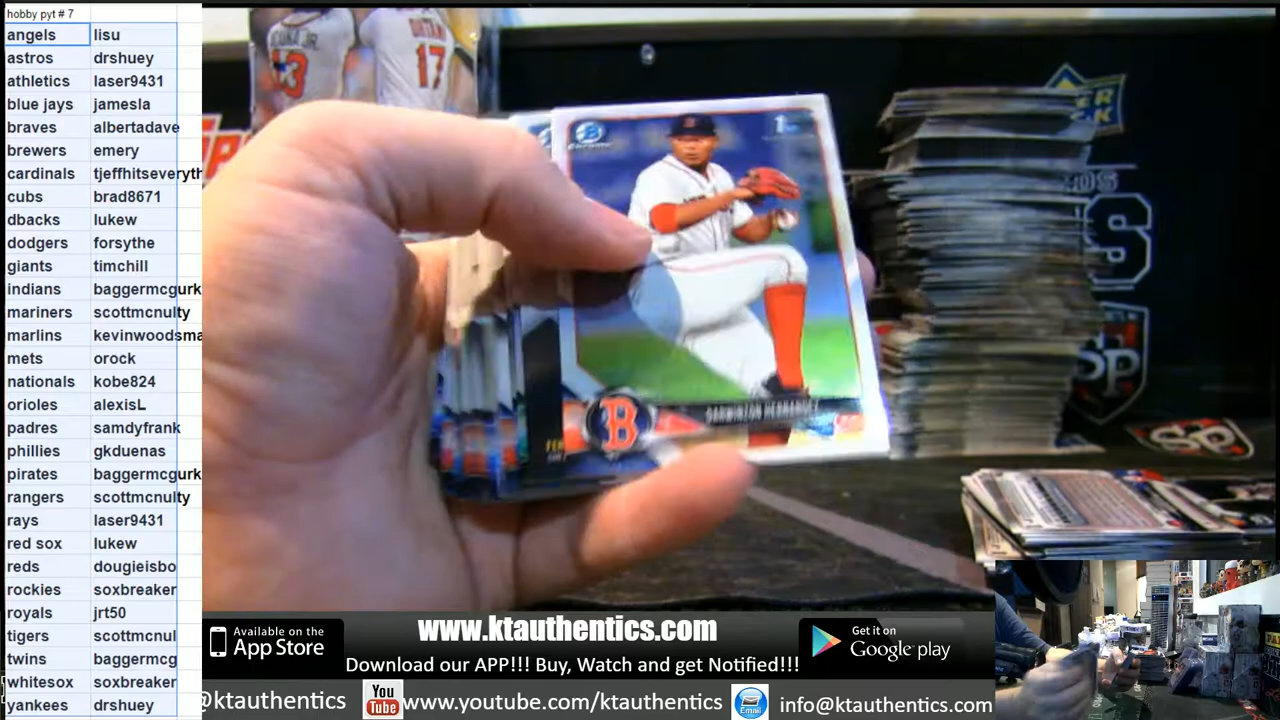 hobby pyt # 7
angels lisu
astros drshuey
athletics laser9431
blue jays jamesla
braves albertadave
brewers emery
cardinals tjeffhitseveryth
cubs brad8671
dbacks lukew
dodgers forsythe
giants timchill
indians baggermcgurk
mariners scottmcnulty
marlins kevinwoodsma
mets orock
nationals kobe824
orioles alexisL
padres samdyfrank
phillies gkduenas
pirates baggermcgurk
rangers scottmcnulty
rays laser9431
red sox lukew
reds dougieisbo
rockies soxbreaker
royals jrt50
tigers scottmcnul
twins baggermcg
whitesox soxbreaker
yankees drshuey
17
Chrome
1st
B
DARWINZON HERNANDEZ
SP
SP
Available on the
App Store
www.ktauthentics.com
Download our APP!!! Buy, Watch and get Notified!!!
Get it on
Google play
@ktauthentics
You
Tube
www.youtube.com/ktauthentics
Email
info@ktauthentics.com